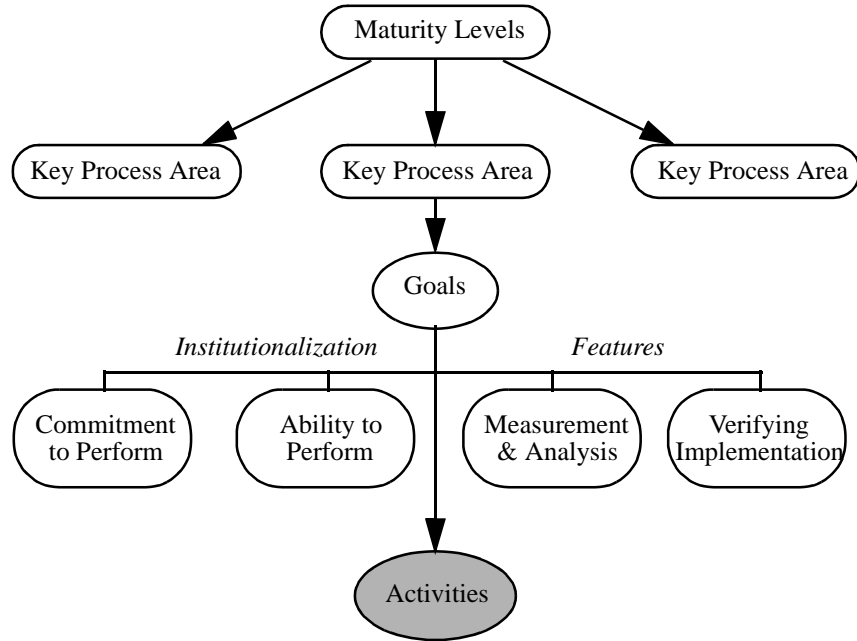 Maturity Levels
Key Process Area
Key Process Area
Key Process Area
Goals
Institutionalization
Features
Commitment
to Perform
Ability to
Perform
Measurement
& Analysis
Verifying
Implementation
Activities